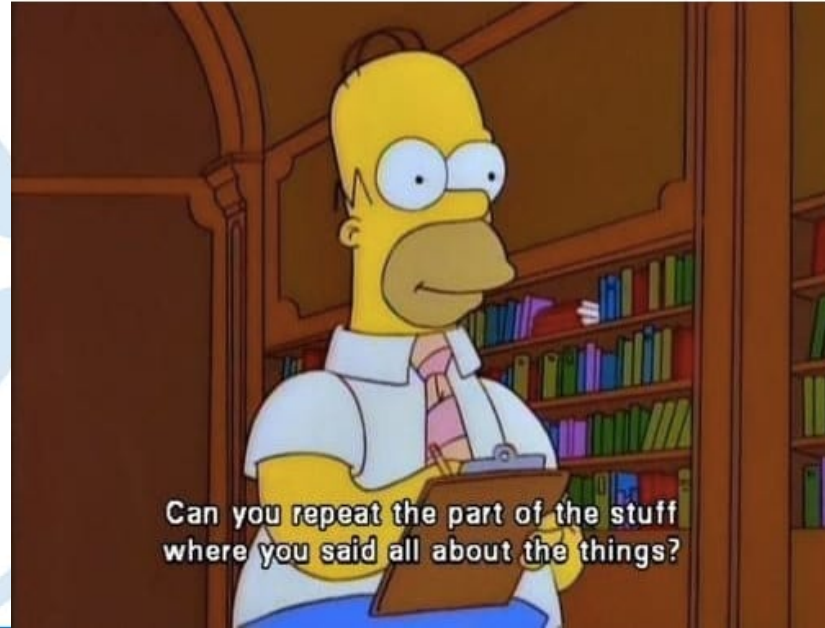 Can you repeat the part of the stuff
where you said all about the things?